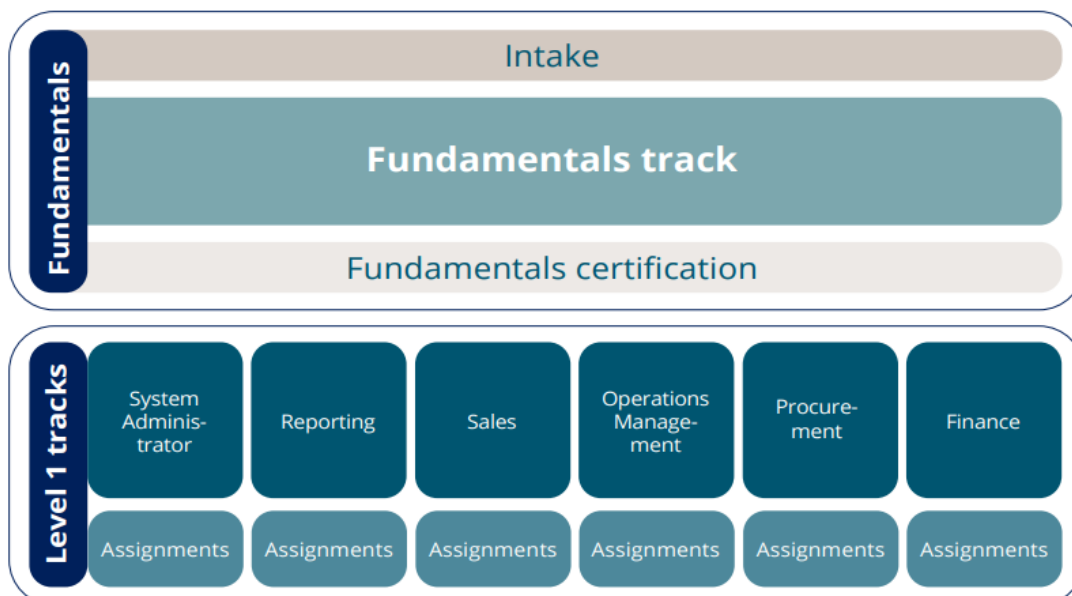 Fundamentals
Intake
Fundamentals track
Fundamentals certification
Level 1 tracks
System
Adminis-
trator
Reporting
Sales
Operations
Manage-
ment
Procure-
ment
Finance
Assignments
Assignments
Assignments
Assignments
Assignments
Assignments